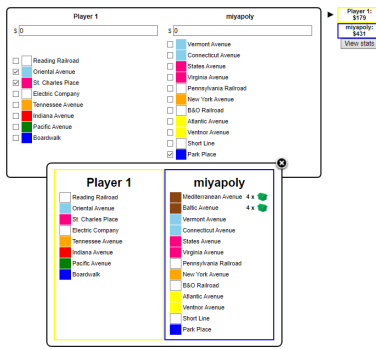 Player 1
$ 0
Reading Railroad
Oriental Avenue
St. Charles Place
Electric Company
Tennessee Avenue
Indiana Avenue
Pacific Avenue
Boardwalk
miyapoly
$ 0
Vermont Avenue
Connecticut Avenue
States Avenue
Virginia Avenue
Pennsylvania Railroad
New York Avenue
B&O Railroad
Atlantic Avenue
Ventnor Avenue
Short Line
Park Place
Player 1:
$179
miyapoly:
$431
View stats
Player 1
Reading Railroad
Oriental Avenue
St. Charles Place
Electric Company
Tennessee Avenue
Indiana Avenue
Pacific Avenue
Boardwalk
miyapoly
Mediterranean Avenue 4 x
Baltic Avenue 4 x
Vermont Avenue
Connecticut Avenue
States Avenue
Virginia Avenue
Pennsylvania Railroad
New York Avenue
B&O Railroad
Atlantic Avenue
Ventnor Avenue
Short Line
Park Place